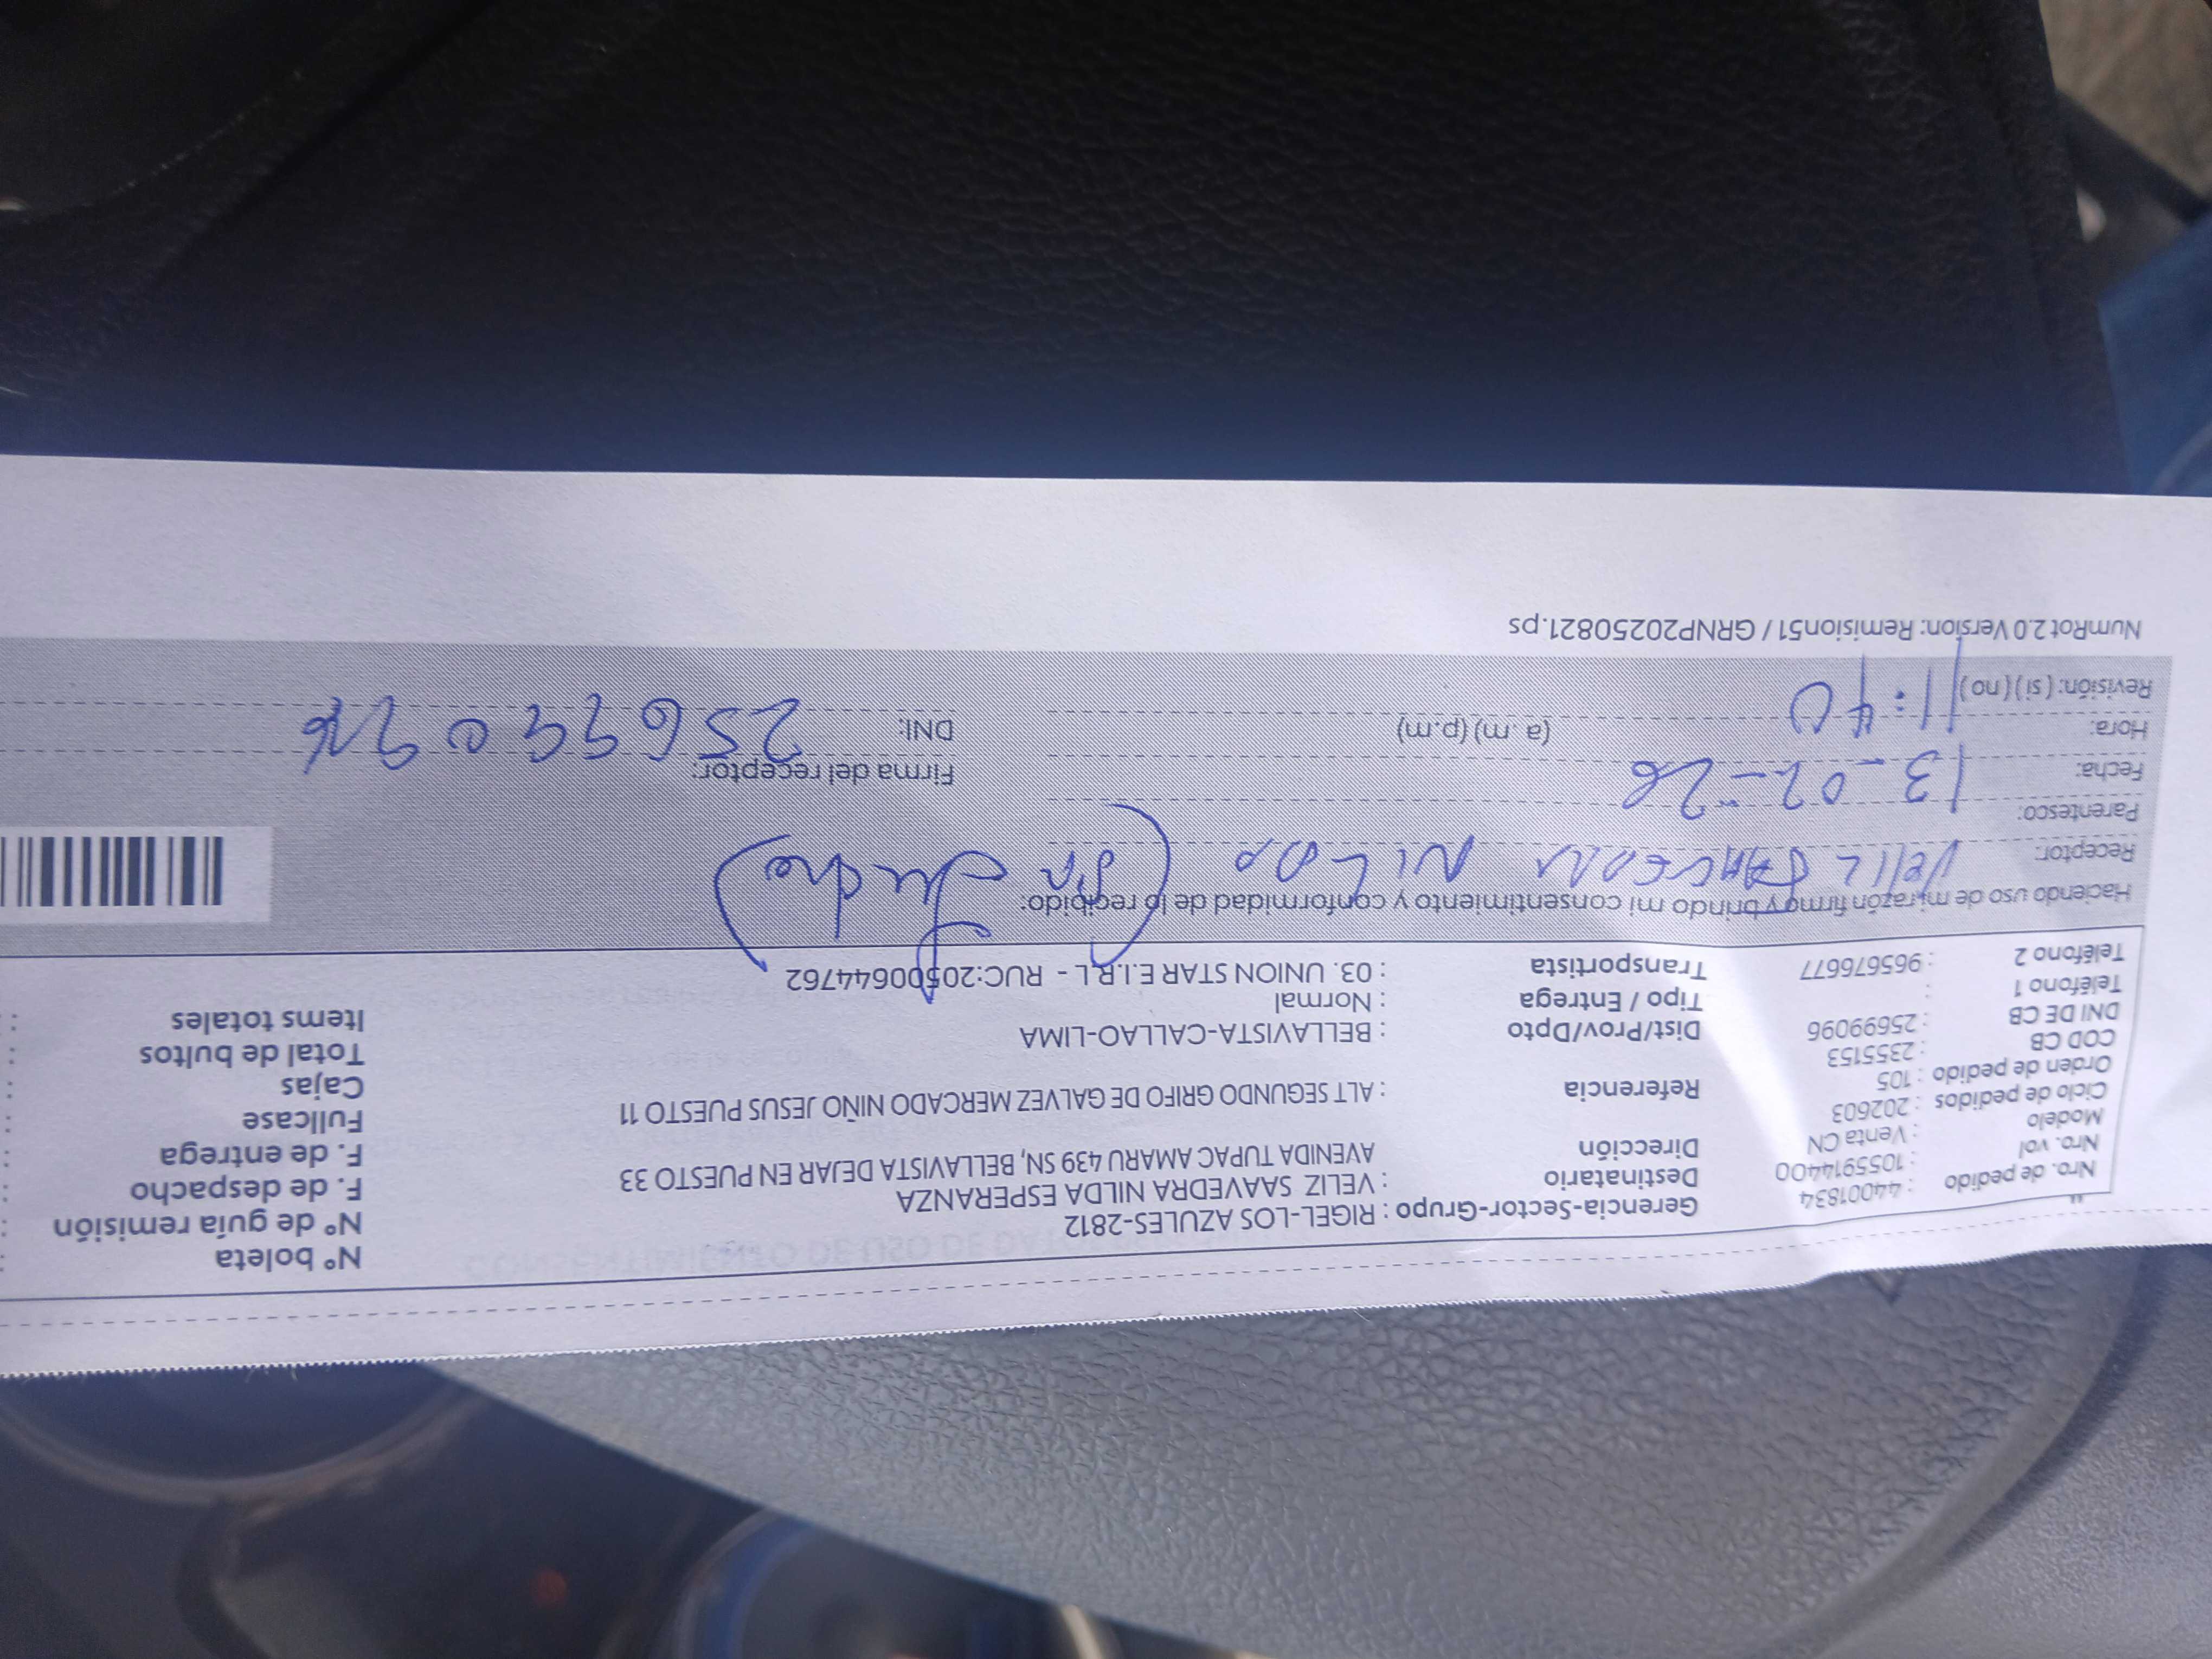 Nro. de pedido : 44001834
Nro. vol : 1055914400
Modelo : Venta CN
Ciclo de pedidos : 202603
Orden de pedido : 105
COD CB : 2355153
DNI DE CB : 25699096
Teléfono 1 :
Teléfono 2 : 965676677
Gerencia-Sector-Grupo : RIGEL-LOS AZULES-2812
Destinatario : VELIZ SAAVEDRA NILDA ESPERANZA
Dirección AVENIDA TUPAC AMARU 439 SN, BELLAVISTA DEJAR EN PUESTO 33
Referencia : ALT SEGUNDO GRIFO DE GALVEZ MERCADO NIÑO JESUS PUESTO 11
Dist/Prov/Dpto : BELLAVISTA-CALLAO-LIMA
Tipo / Entrega : Normal
Transportista : 03. UNION STAR E.I.R.L - RUC:20500644762
N° boleta :
N° de guía remisión :
F. de despacho :
F. de entrega :
Fullcase :
Cajas :
Total de bultos :
Items totales :
Haciendo uso de mi razón firmo y brindo mi consentimiento y conformidad de lo recibido:
Receptor: NILDA
Parentesco:
Fecha: 13-02-26
Firma del receptor:
Hora: 11:40 (a .m) (p.m)
DNI:
Revisión: ( si ) ( no )
NumRot 2.0 Version: Remision51 / GRNP20250821.ps